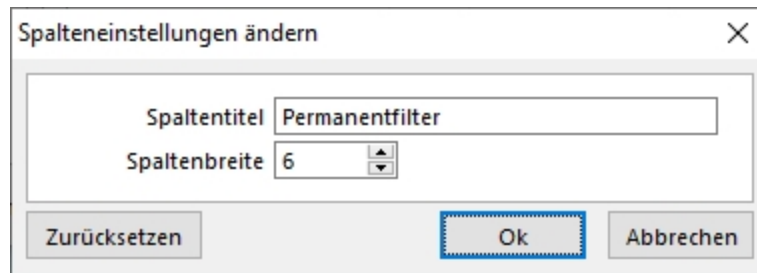 Spalteneinstellungen ändern
Spaltentitel Permanentfilter
Spaltenbreite 6
Zurücksetzen Ok Abbrechen